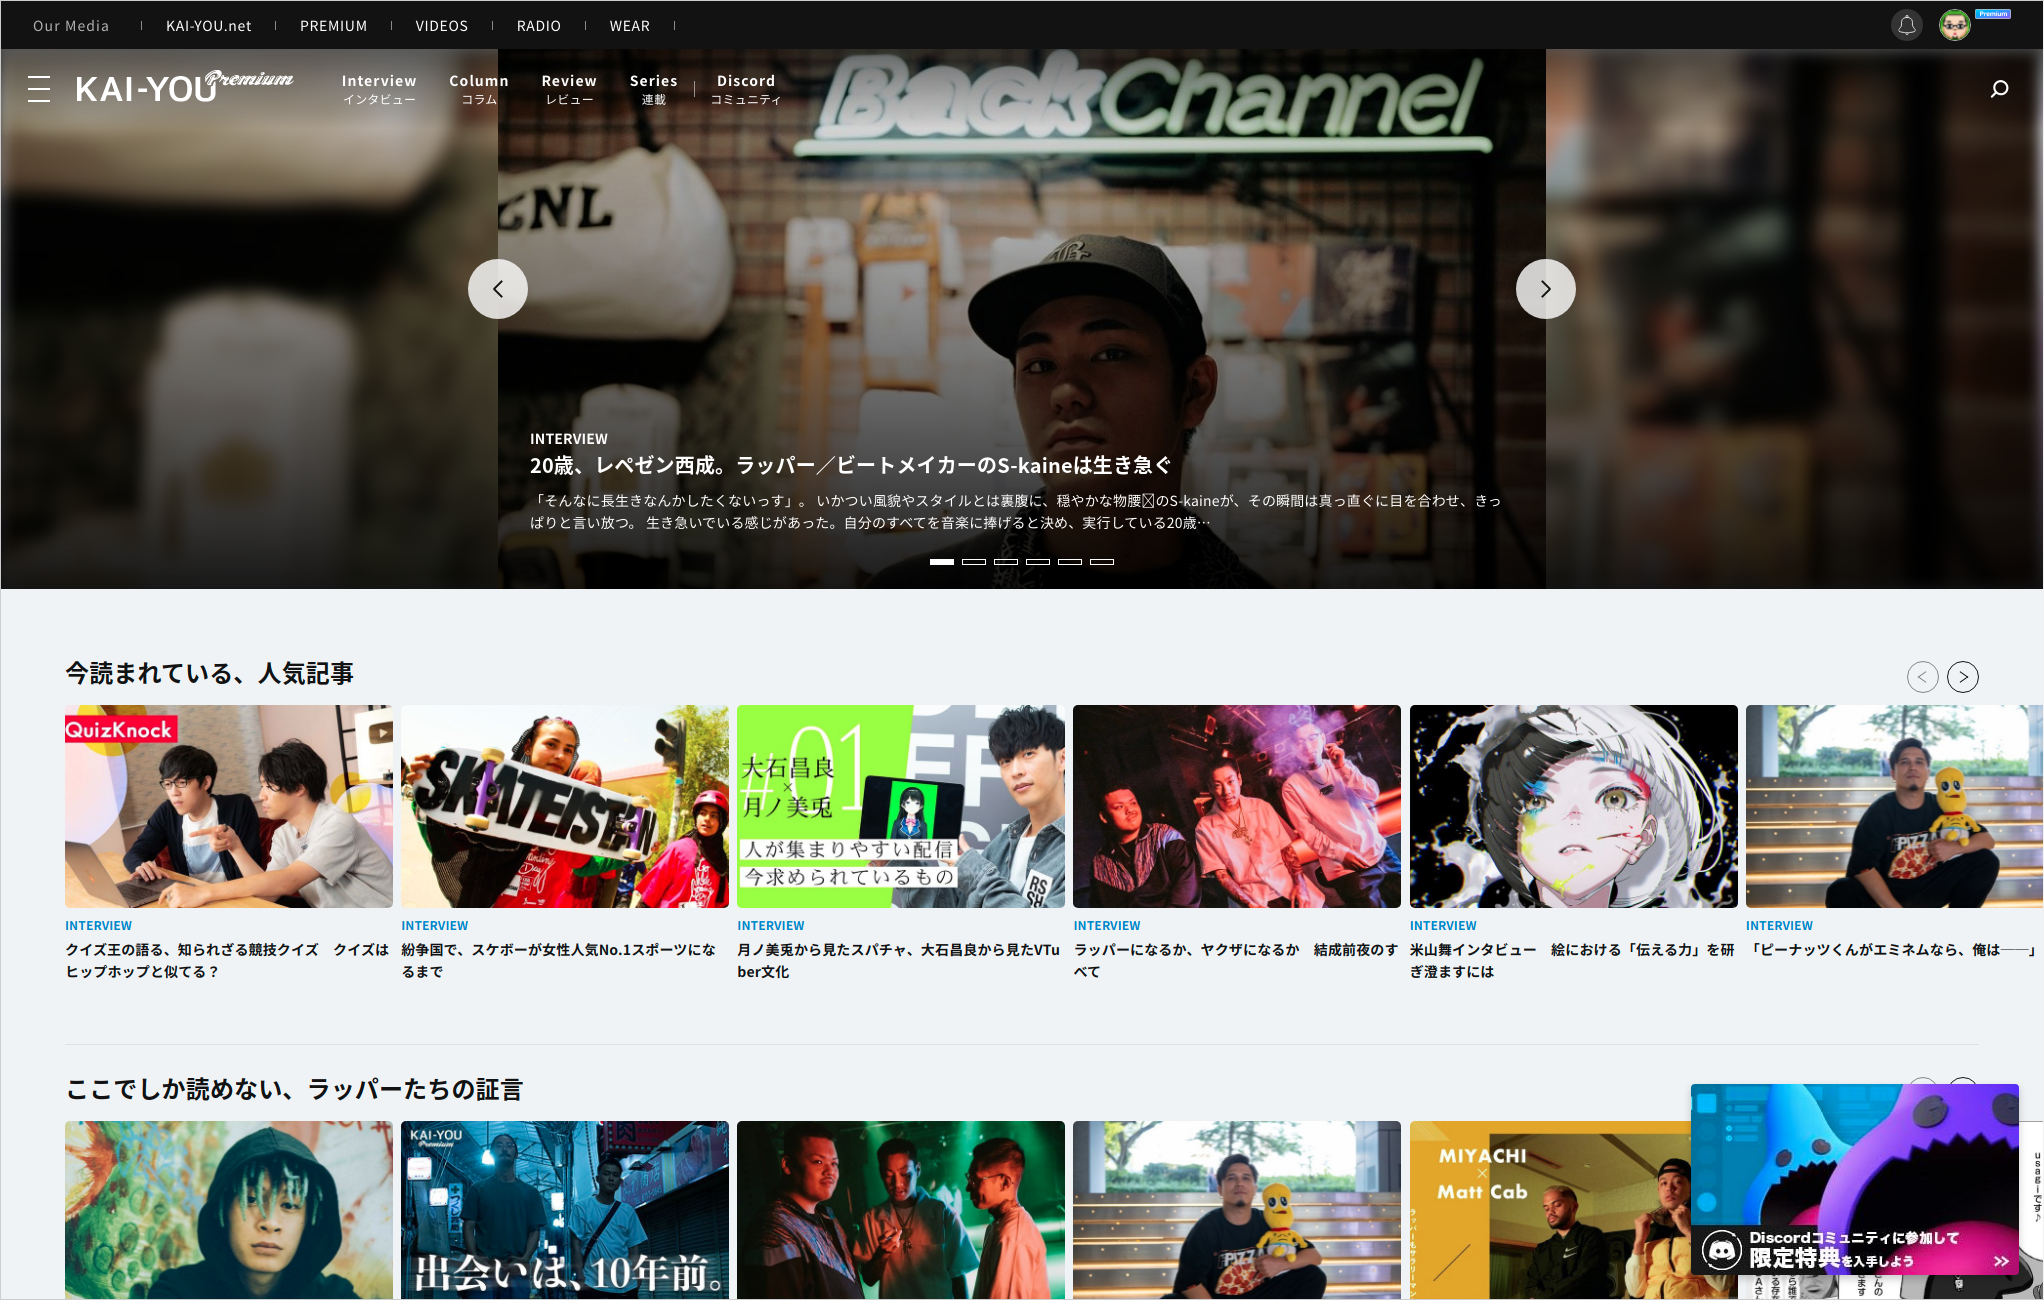 Our Media
KAI-YOU.net
PREMIUM
VIDEOS
RADIO
WEAR
Premium
KAI-YOU Premium
Interview
インタビュー
Column
コラム
Review
レビュー
Series
連載
Discord
コミュニティ
BackChannel
CNL
INTERVIEW
20歳、レペゼン西成。ラッパー／ビートメイカーのS-kaineは生き急ぐ
「そんなに長生きなんかしたくないっす」。 いかつい風貌やスタイルとは裏腹に、穏やかな物腰のS-kaineが、その瞬間は真っ直ぐに目を合わせ、きっ
ぱりと言い放つ。 生き急いでいる感じがあった。自分のすべてを音楽に捧げると決め、実行している20歳…
今読まれている、人気記事
QuizKnock
SKATEISTAN
#01
大石昌良
×
月ノ美兎
人が集まりやすい配信
今求められているもの
INTERVIEW
クイズ王の語る、知られざる競技クイズ　クイズは
ヒップホップと似てる？
INTERVIEW
紛争国で、スケボーが女性人気No.1スポーツにな
るまで
INTERVIEW
月ノ美兎から見たスパチャ、大石昌良から見たVTu
ber文化
INTERVIEW
ラッパーになるか、ヤクザになるか　結成前夜のす
べて
INTERVIEW
米山舞インタビュー　絵における「伝える力」を研
ぎ澄ますには
INTERVIEW
「ピーナッツくんがエミネムなら、俺は──」
ここでしか読めない、ラッパーたちの証言
KAI-YOU
Premium
出会いは、10年前。
PIZZ
MIYACHI
×
Matt Cab
ラッパー＆サラリーマン
usagiです♪
Discordコミュニティに参加して
限定特典を入手しよう